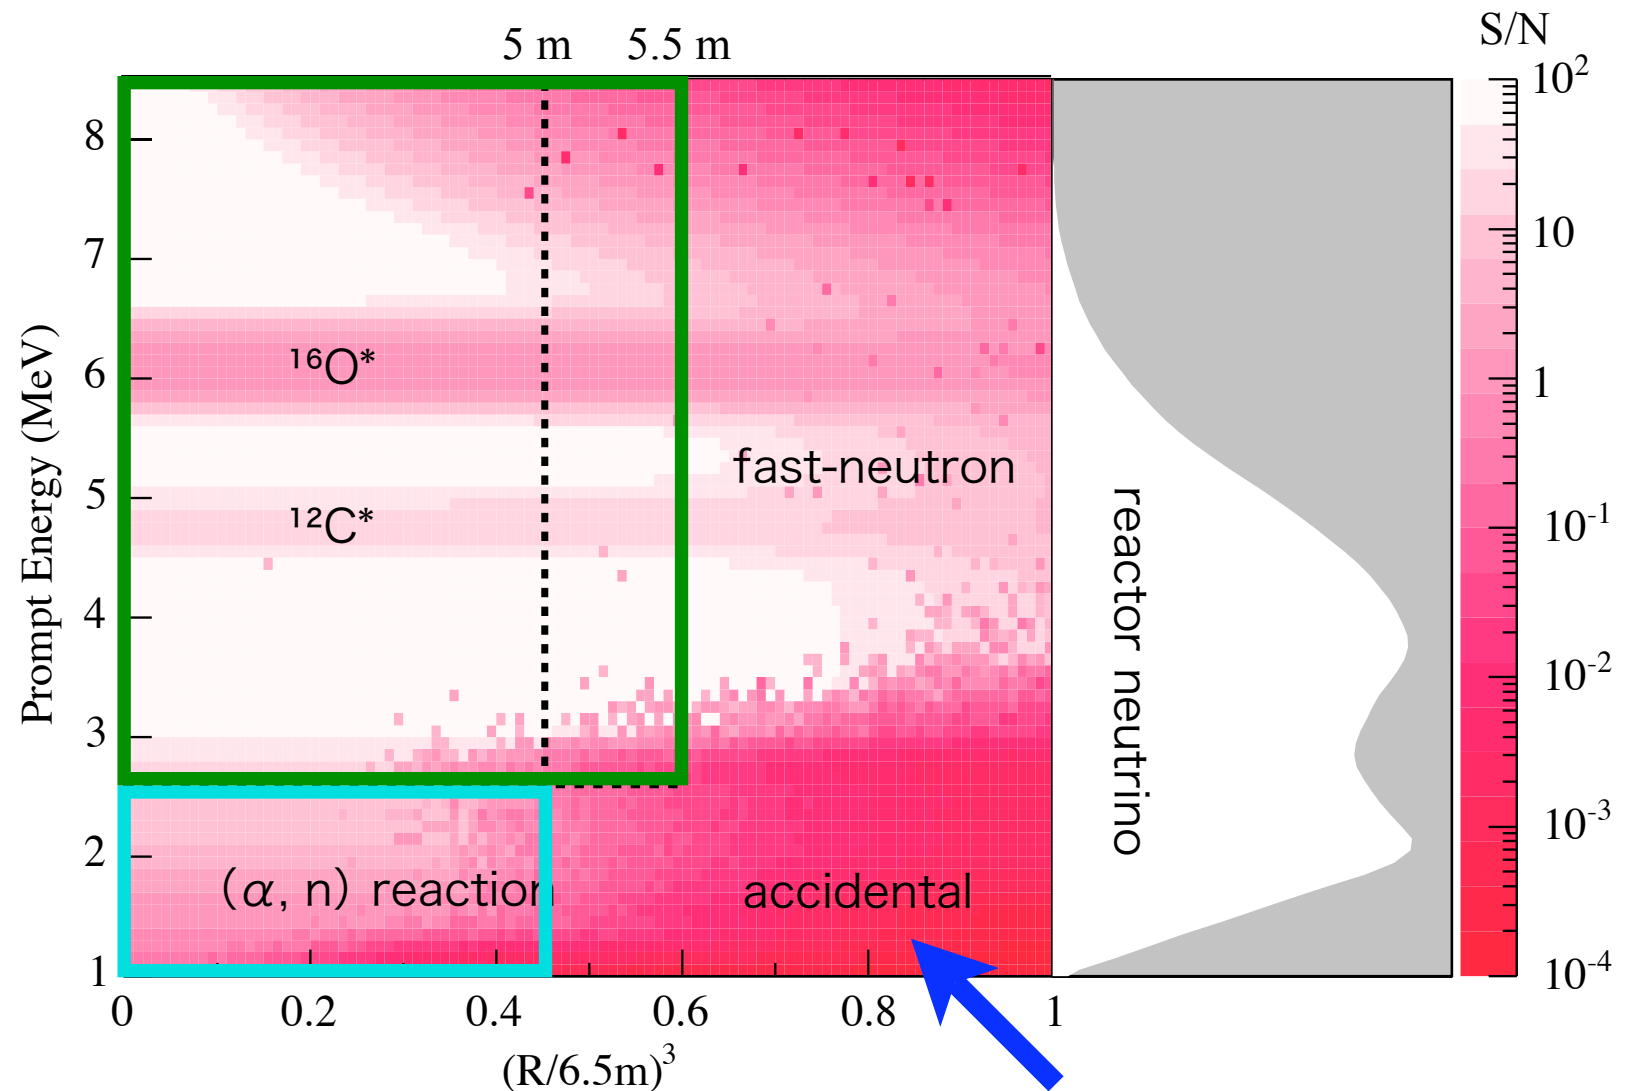 5 m 5.5 m S/N
Prompt Energy (MeV)
8
7
6
5
4
3
2
1
¹⁶O*
¹²C*
fast-neutron
(α, n) reaction
accidental
reactor neutrino
0 0.2 0.4 0.6 0.8 1
(R/6.5m)³
10²
10
1
10⁻¹
10⁻²
10⁻³
10⁻⁴